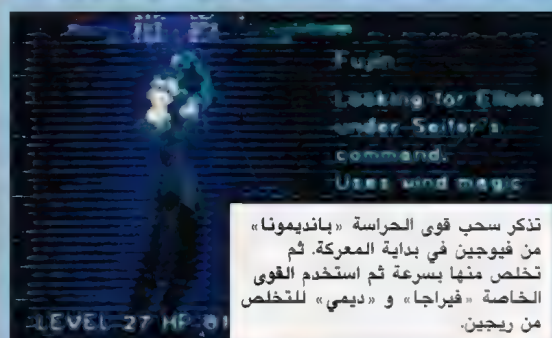 Fujin
Looking for Ellone
under Seifer's
command.
Uses wind magic
تذكر سحب قوى الحراسة «بانديمونا»
من فيوجين في بداية المعركة. ثم
تخلص منها بسرعة ثم استخدم القوى
الخاصة «فيراجا» و «ديمي» للتخلص
من ريجين.
LEVEL 27 HP